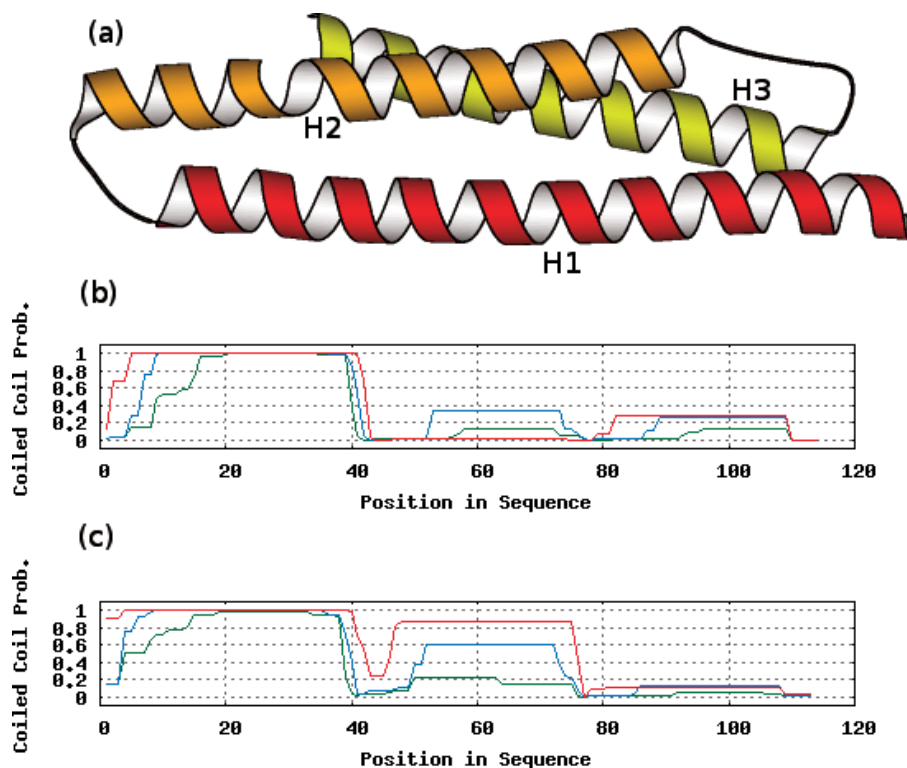 (a)
H3
H2
H1
(b)
Coiled Coil Prob.
1
0.8
0.6
0.4
0.2
0
0 20 40 60 80 100 120
Position in Sequence
(c)
Coiled Coil Prob.
1
0.8
0.6
0.4
0.2
0
0 20 40 60 80 100 120
Position in Sequence